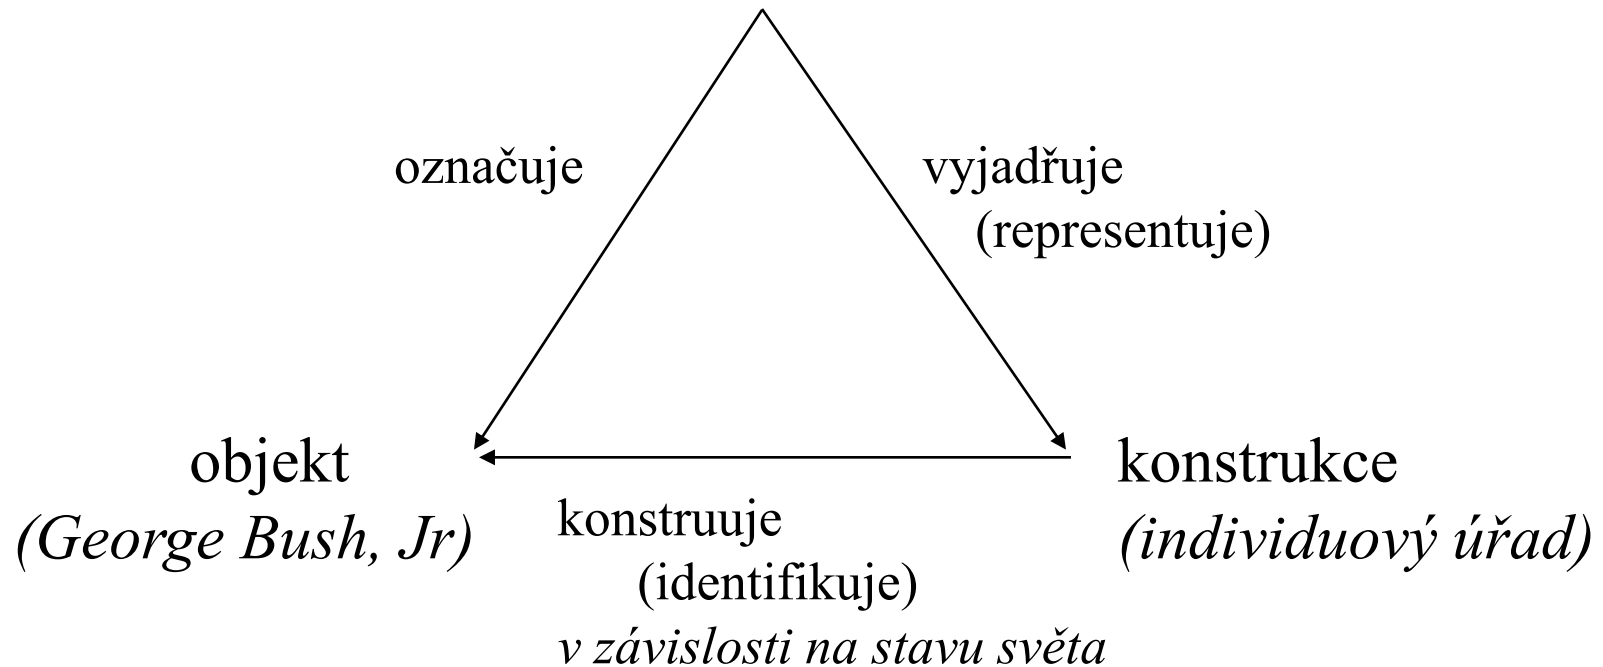 označuje
vyjadřuje
(representuje)
objekt
(George Bush, Jr)
konstrukce
(individuový úřad)
konstruuje
(identifikuje)
v závislosti na stavu světa